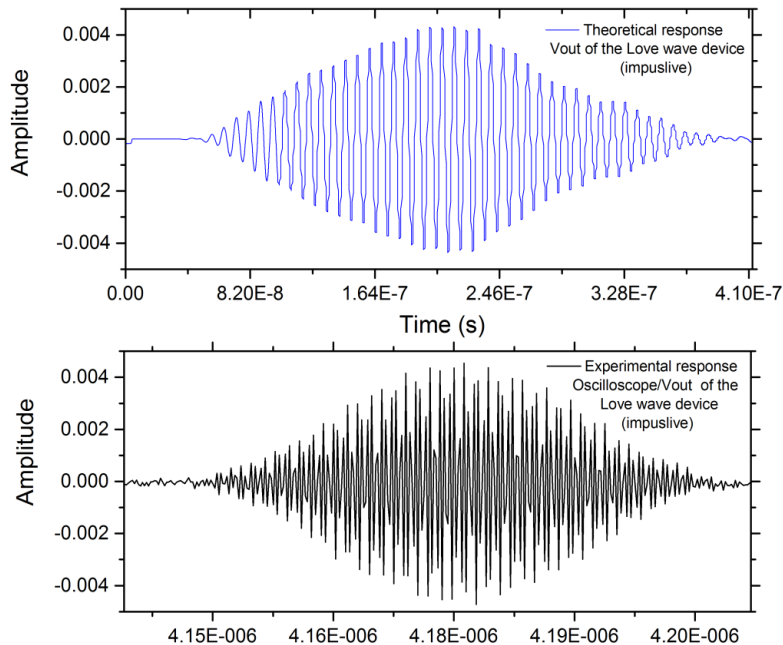 Theoretical response
Vout of the Love wave device
(impuslive)
0.004
0.002
0.000
-0.002
-0.004
Amplitude
0.00
8.20E-8
1.64E-7
2.46E-7
3.28E-7
4.10E-7
Time (s)
Experimental response
Oscilloscope/Vout of the
Love wave device
(impuslive)
0.004
0.002
0.000
-0.002
-0.004
Amplitude
4.15E-006
4.16E-006
4.18E-006
4.19E-006
4.20E-006